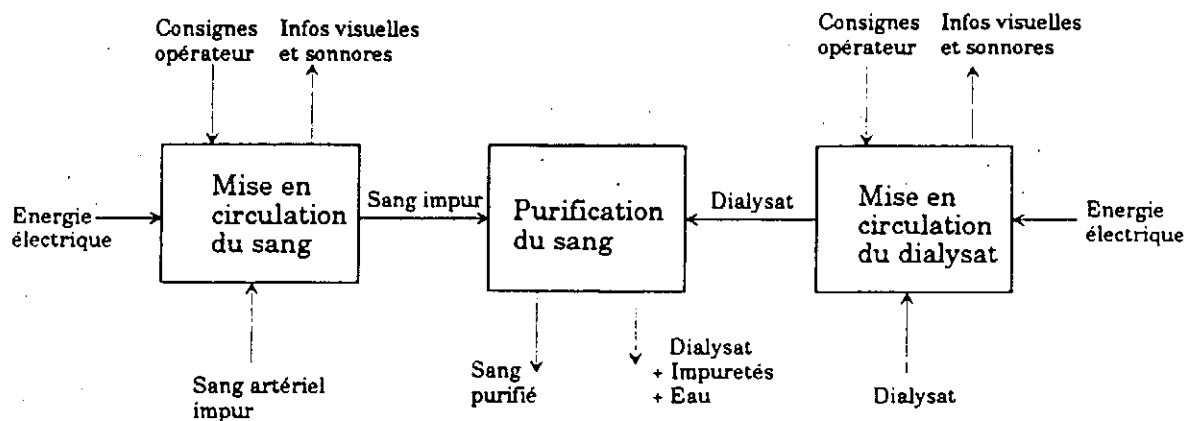 Consignes
opérateur
Infos visuelles
et sonnores
Consignes
opérateur
Infos visuelles
et sonnores
Energie
électrique
Mise en
circulation
du sang
Sang impur
Purification
du sang
Dialysat
Mise en
circulation
du dialysat
Energie
électrique
Sang artériel
impur
Sang
purifié
Dialysat
+ Impuretés
+ Eau
Dialysat